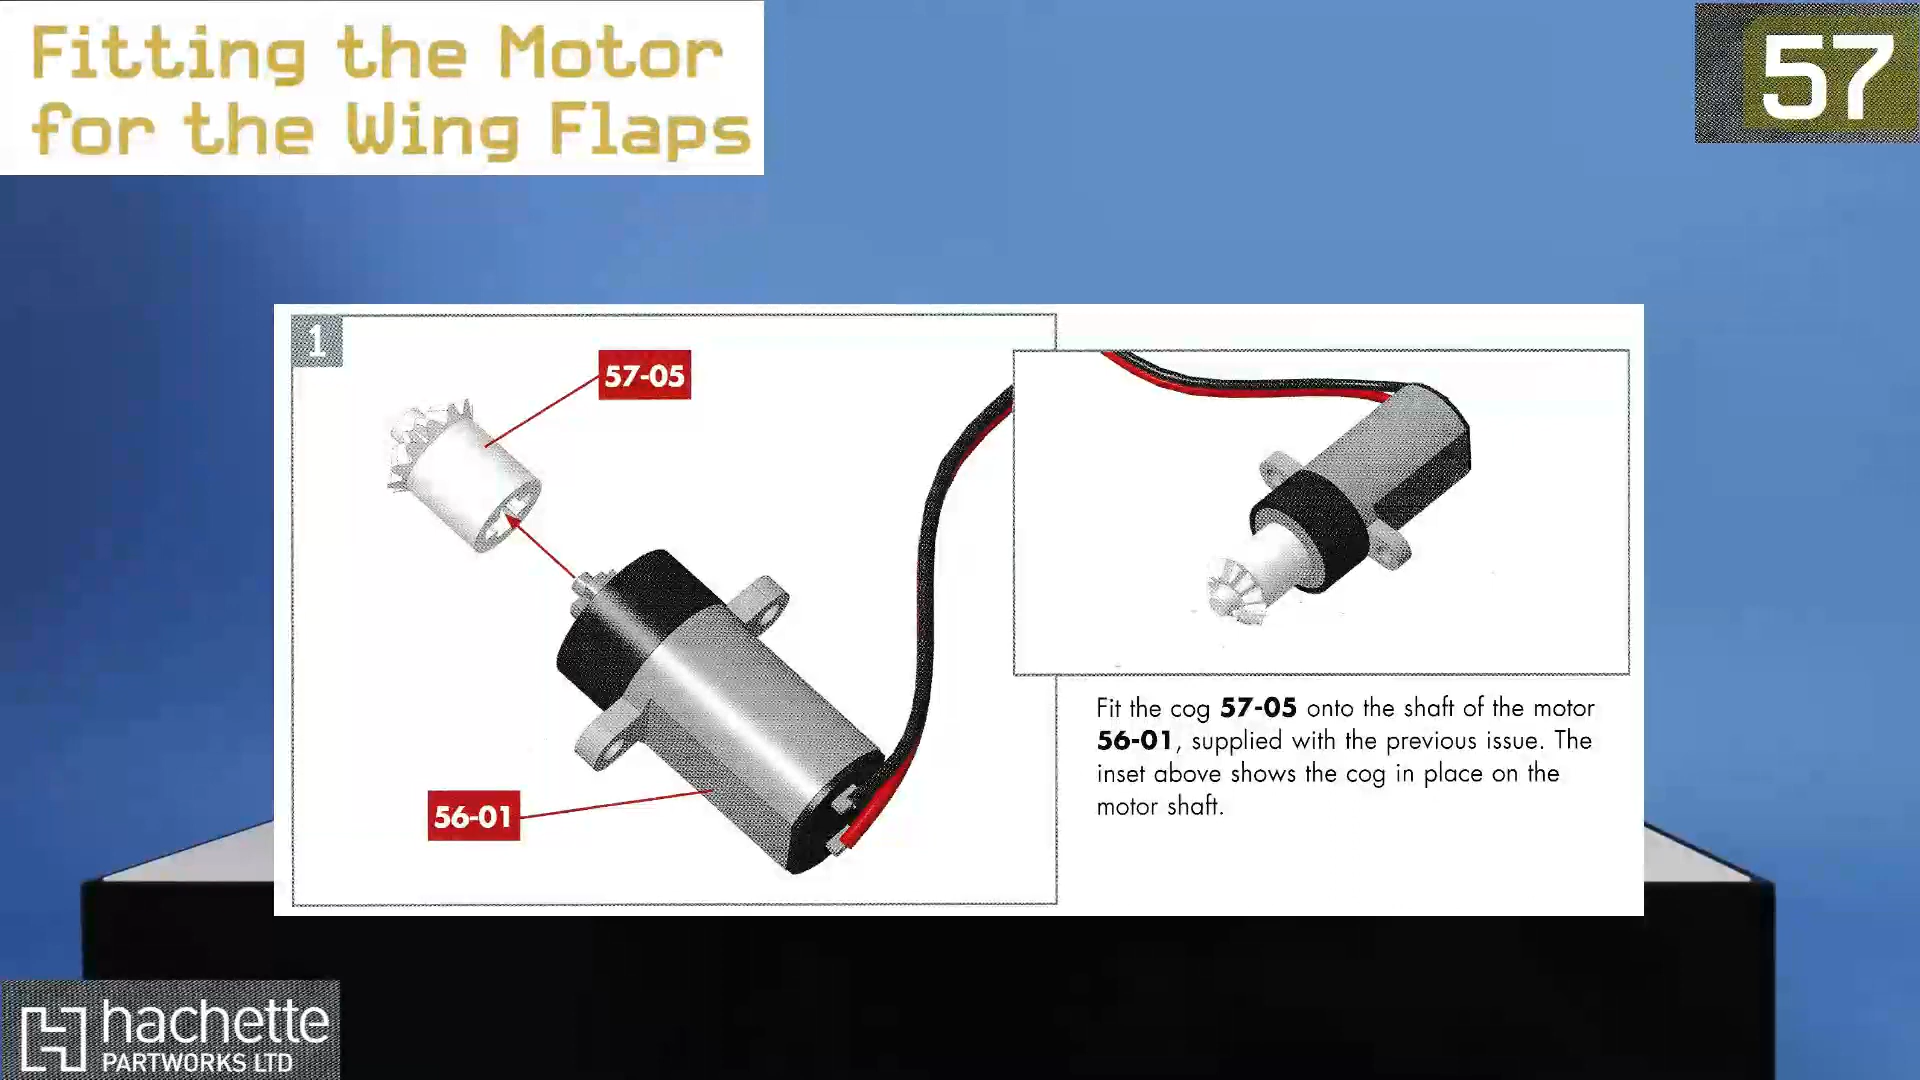 Fitting the Motor
for the Wing Flaps
57
1
57-05
56-01
Fit the cog 57-05 onto the shaft of the motor
56-01, supplied with the previous issue. The
inset above shows the cog in place on the
motor shaft.
hachette
PARTWORKS LTD